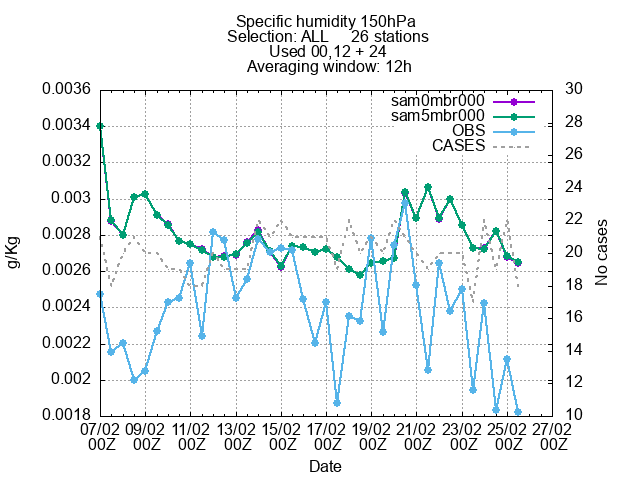 Specific humidity 150hPa
Selection: ALL 26 stations
Used 00,12 + 24
Averaging window: 12h
sam0mbr000
sam5mbr000
OBS
CASES
0.0036
0.0034
0.0032
0.003
0.0028
0.0026
0.0024
0.0022
0.002
0.0018
g/Kg
30
28
26
24
22
20
18
16
14
12
10
No cases
07/02 09/02 11/02 13/02 15/02 17/02 19/02 21/02 23/02 25/02 27/02
00Z 00Z 00Z 00Z 00Z 00Z 00Z 00Z 00Z 00Z 00Z
Date